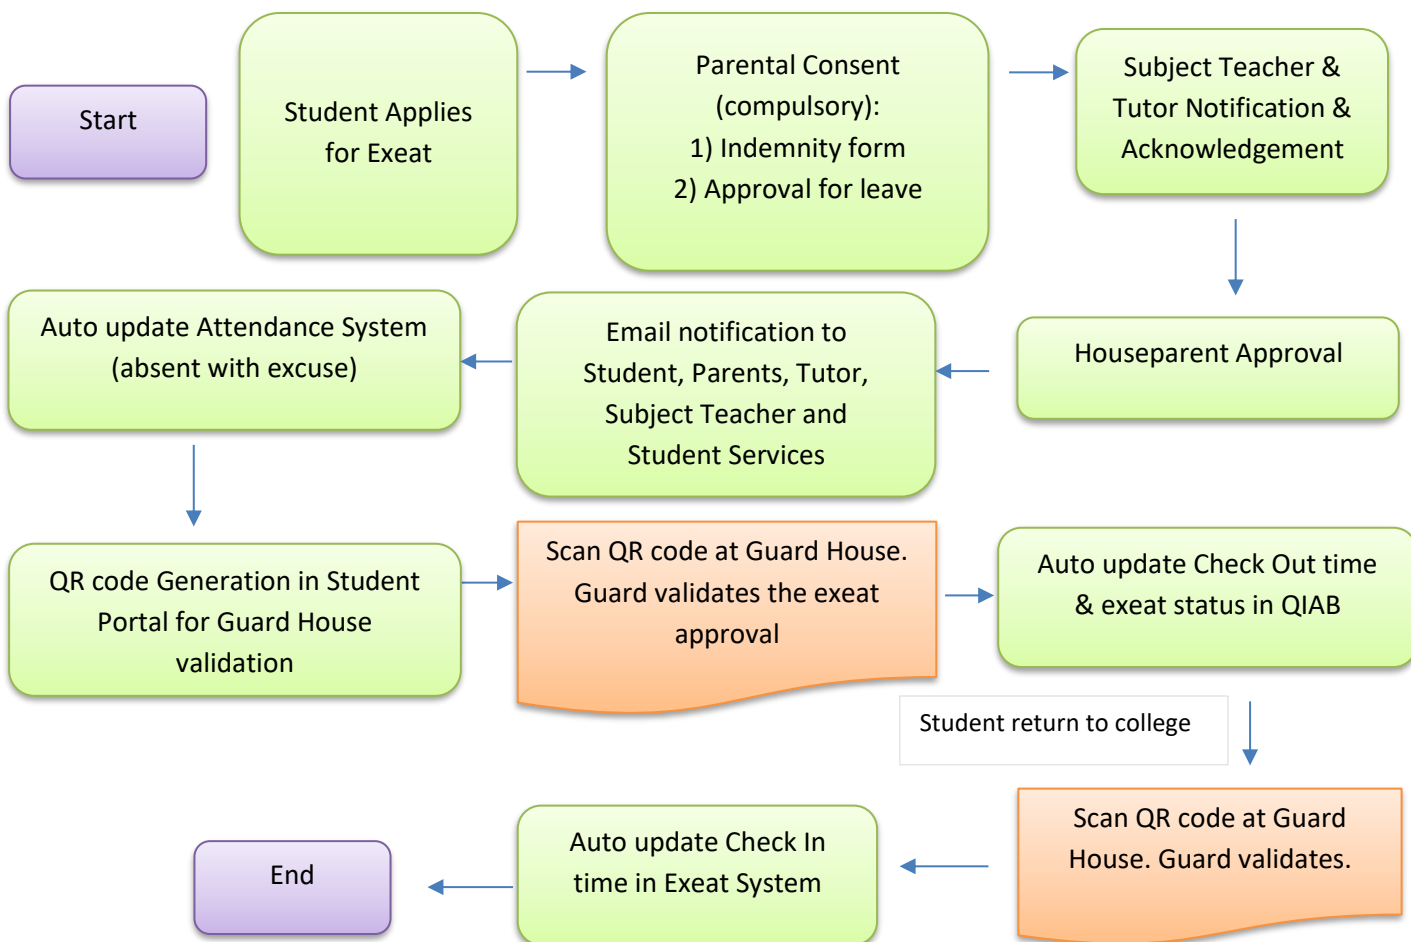 Start
Student Applies
for Exeat
Parental Consent
(compulsory):
1) Indemnity form
2) Approval for leave
Subject Teacher &
Tutor Notification &
Acknowledgement
Houseparent Approval
Email notification to
Student, Parents, Tutor,
Subject Teacher and
Student Services
Auto update Attendance System
(absent with excuse)
QR code Generation in Student
Portal for Guard House
validation
Scan QR code at Guard House.
Guard validates the exeat
approval
Auto update Check Out time
& exeat status in QIAB
Student return to college
Scan QR code at Guard
House. Guard validates.
Auto update Check In
time in Exeat System
End